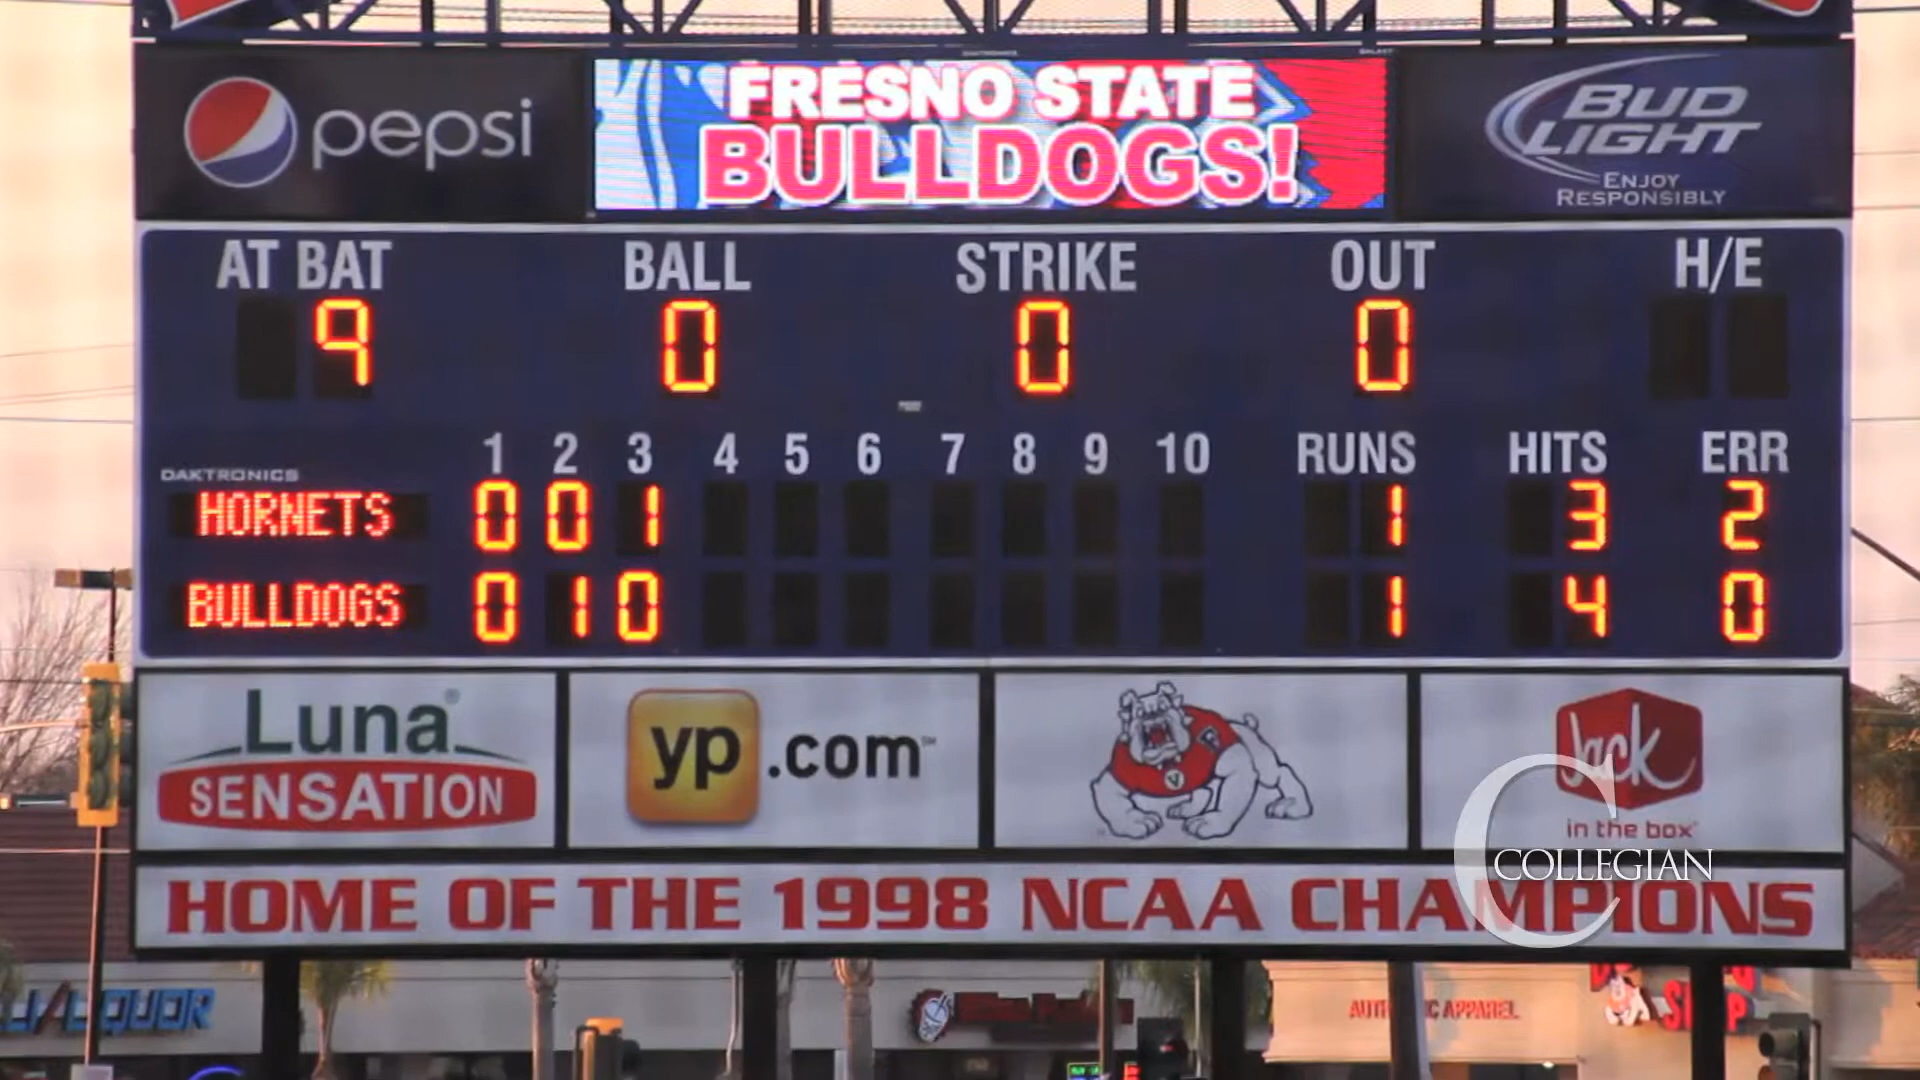 pepsi
FRESNO STATE
BULLDOGS!
BUD
LIGHT
ENJOY
RESPONSIBLY
AT BAT BALL STRIKE OUT H/E
9 0 0 0
1 2 3 4 5 6 7 8 9 10 RUNS HITS ERR
DAKTRONICS
HORNETS 0 0 1 1 3 2
BULLDOGS 0 1 0 1 4 0
Luna®
SENSATION
yp.com℠
Jack
in the box®
COLLEGIAN
HOME OF THE 1998 NCAA CHAMPIONS
LIQUOR
APPAREL